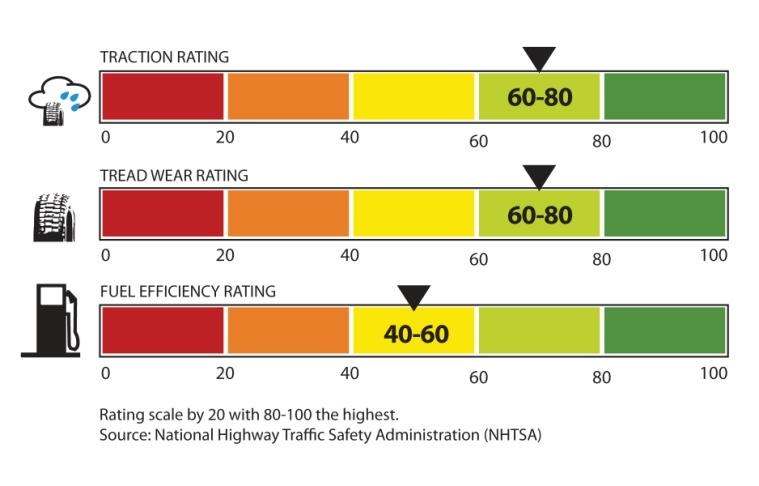 TRACTION RATING
60-80
0 20 40 60 80 100
TREAD WEAR RATING
60-80
0 20 40 60 80 100
FUEL EFFICIENCY RATING
40-60
0 20 40 60 80 100
Rating scale by 20 with 80-100 the highest.
Source: National Highway Traffic Safety Administration (NHTSA)